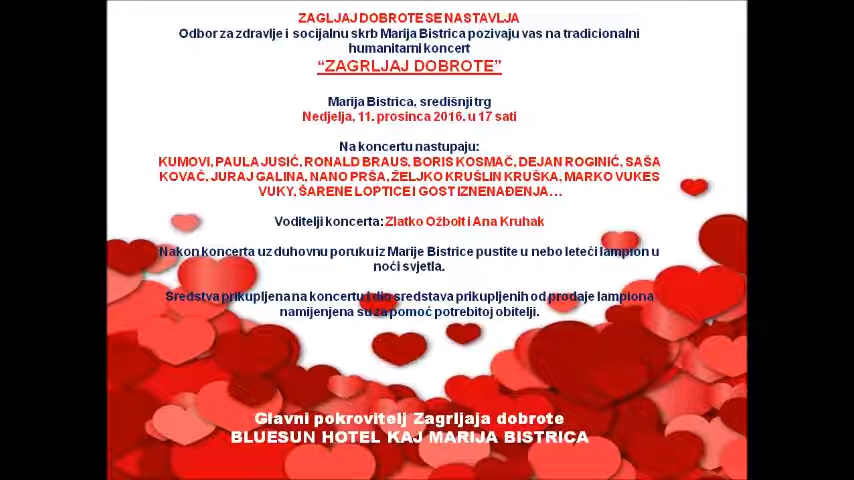 ZAGLJAJ DOBROTE SE NASTAVLJA
Odbor za zdravlje i socijalnu skrb Marija Bistrica pozivaju vas na tradicionalni
humanitarni koncert
“ZAGRLJAJ DOBROTE”
Marija Bistrica, središnji trg
Nedjelja, 11. prosinca 2016. u 17 sati
Na koncertu nastupaju:
KUMOVI, PAULA JUSIĆ, RONALD BRAUS, BORIS KOSMAČ, DEJAN ROGINIĆ, SAŠA
KOVAČ, JURAJ GALINA, NANO PRŠA, ŽELJKO KRUŠLIN KRUŠKA, MARKO VUKES
VUKY, ŠARENE LOPTICE I GOST IZNENAĐENJA...
Voditelji koncerta: Zlatko Ožbolt i Ana Kruhak
Nakon koncerta uz duhovnu poruku iz Marije Bistrice pustite u nebo leteći lampion u
noći svjetla.
Sredstva prikupljena na koncertu i dio sredstava prikupljenih od prodaje lampiona
namijenjena su za pomoć potrebitoj obitelji.
Glavni pokrovitelj Zagrljaja dobrote
BLUESUN HOTEL KAJ MARIJA BISTRICA